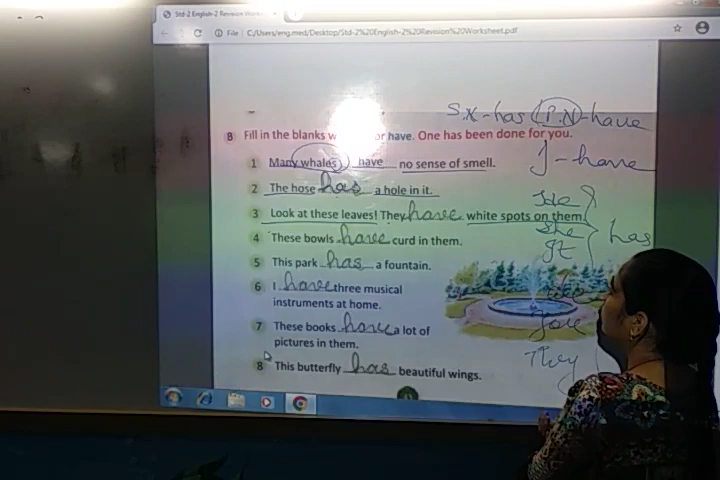 Std-2 English-2 Revision
File C:/Users/eng.med/Desktop/Std-2%20English-2%20Revision%20Worksheet.pdf
S.N-has (P.N)-have
B Fill in the blanks w or have. One has been done for you.
I-have
1 Many whales have no sense of smell.
2 The hose has a hole in it.
3 Look at these leaves! They have white spots on them.
She
It
has
4 These bowls have curd in them.
5 This park has a fountain.
6 I have three musical
instruments at home.
You
They
7 These books have a lot of
pictures in them.
8 This butterfly has beautiful wings.